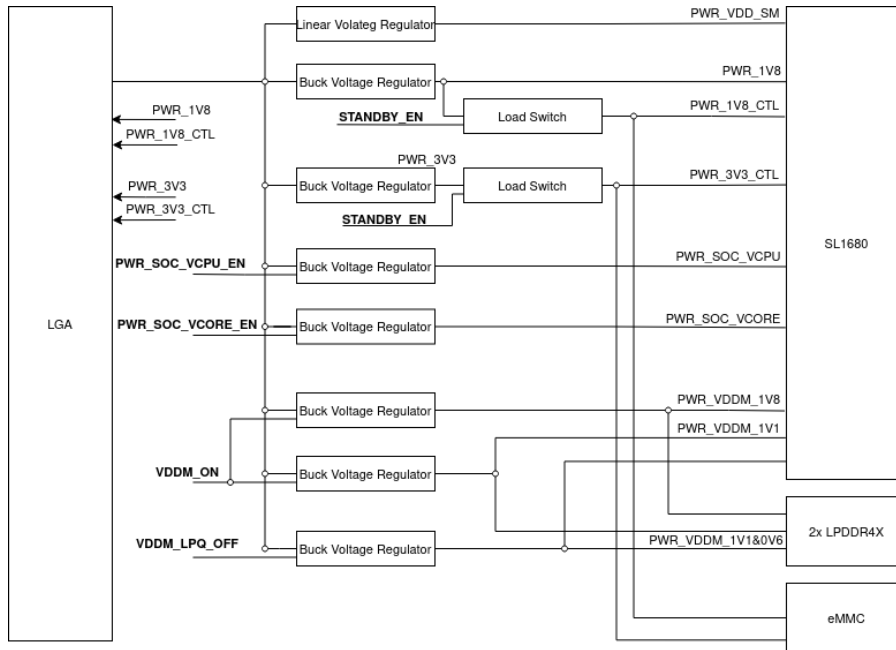 PWR_VDD_SM
Linear Volateg Regulator
PWR_1V8
Buck Voltage Regulator
PWR_1V8
PWR_1V8_CTL
STANDBY_EN
Load Switch
PWR_1V8_CTL
PWR_3V3
PWR_3V3_CTL
PWR_3V3
Buck Voltage Regulator
Load Switch
PWR_3V3_CTL
STANDBY_EN
SL1680
PWR_SOC_VCPU_EN
Buck Voltage Regulator
PWR_SOC_VCPU
LGA
PWR_SOC_VCORE_EN
Buck Voltage Regulator
PWR_SOC_VCORE
Buck Voltage Regulator
PWR_VDDM_1V8
PWR_VDDM_1V1
VDDM_ON
Buck Voltage Regulator
VDDM_LPQ_OFF
Buck Voltage Regulator
PWR_VDDM_1V1&0V6
2x LPDDR4X
eMMC